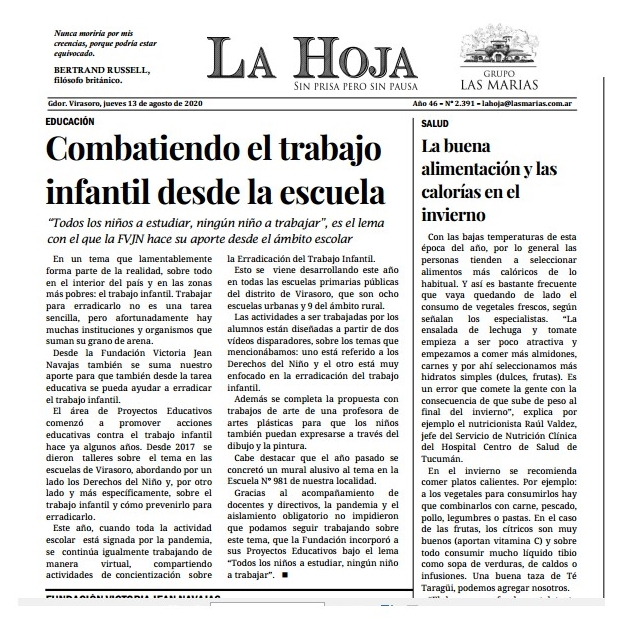 Nunca moriría por mis
creencias, porque podría estar
equivocado.
BERTRAND RUSSELL,
filósofo británico.
LA HOJA
SIN PRISA PERO SIN PAUSA
GRUPO
LAS MARIAS
Gdor. Virasoro, jueves 13 de agosto de 2020
Año 46 – Nº 2.391 – lahoja@lasmarias.com.ar
EDUCACIÓN
Combatiendo el trabajo
infantil desde la escuela
“Todos los niños a estudiar, ningún niño a trabajar”, es el lema
con el que la FVJN hace su aporte desde el ámbito escolar
En un tema que lamentablemente
forma parte de la realidad, sobre todo
en el interior del país y en las zonas
más pobres: el trabajo infantil. Trabajar
para erradicarlo no es una tarea
sencilla, pero afortunadamente hay
muchas instituciones y organismos que
suman su grano de arena.
Desde la Fundación Victoria Jean
Navajas también se suma nuestro
aporte para que también desde la tarea
educativa se pueda ayudar a erradicar
el trabajo infantil.
El área de Proyectos Educativos
comenzó a promover acciones
educativas contra el trabajo infantil
hace ya algunos años. Desde 2017 se
dieron talleres sobre el tema en las
escuelas de Virasoro, abordando por un
lado los Derechos del Niño y, por otro
lado y más específicamente, sobre el
trabajo infantil y cómo prevenirlo para
erradicarlo.
Este año, cuando toda la actividad
escolar está signada por la pandemia,
se continúa igualmente trabajando de
manera virtual, compartiendo
actividades de concientización sobre
la Erradicación del Trabajo Infantil.
Esto se viene desarrollando este año
en todas las escuelas primarias públicas
del distrito de Virasoro, que son ocho
escuelas urbanas y 9 del ámbito rural.
Las actividades a ser trabajadas por los
alumnos están diseñadas a partir de dos
vídeos disparadores, sobre los temas que
mencionábamos: uno está referido a los
Derechos del Niño y el otro está muy
enfocado en la erradicación del trabajo
infantil.
Además se completa la propuesta con
trabajos de arte de una profesora de
artes plásticas para que los niños
también puedan expresarse a través del
dibujo y la pintura.
Cabe destacar que el año pasado se
concretó un mural alusivo al tema en la
Escuela Nº 981 de nuestra localidad.
Gracias al acompañamiento de
docentes y directivos, la pandemia y el
aislamiento obligatorio no impidieron
que podamos seguir trabajando sobre
este tema, que la Fundación incorporó a
sus Proyectos Educativos bajo el lema
“Todos los niños a estudiar, ningún niño
a trabajar”. ■
SALUD
La buena
alimentación y las
calorías en el
invierno
Con las bajas temperaturas de esta
época del año, por lo general las
personas tienden a seleccionar
alimentos más calóricos de lo
habitual. Y así es bastante frecuente
que vaya quedando de lado el
consumo de vegetales frescos, según
señalan los especialistas. “La
ensalada de lechuga y tomate
empieza a ser poco atractiva y
empezamos a comer más almidones,
carnes y por ahí seleccionamos más
hidratos simples (dulces, frutas). Es
un error que comete la gente con la
consecuencia de que sube de peso al
final del invierno”, explica por
ejemplo el nutricionista Raúl Valdez,
jefe del Servicio de Nutrición Clínica
del Hospital Centro de Salud de
Tucumán.
En el invierno se recomienda
comer platos calientes. Por ejemplo:
a los vegetales para consumirlos hay
que combinarlos con carne, pescado,
pollo, legumbres o pastas. En el caso
de las frutas, los cítricos son muy
buenos (aportan vitamina C) y sobre
todo consumir mucho líquido tibio
como sopa de verduras, de caldos o
infusiones. Una buena taza de Té
Taragüi, podemos agregar nosotros.
FUNDACIÓN VICTORIA JEAN NAVAJAS